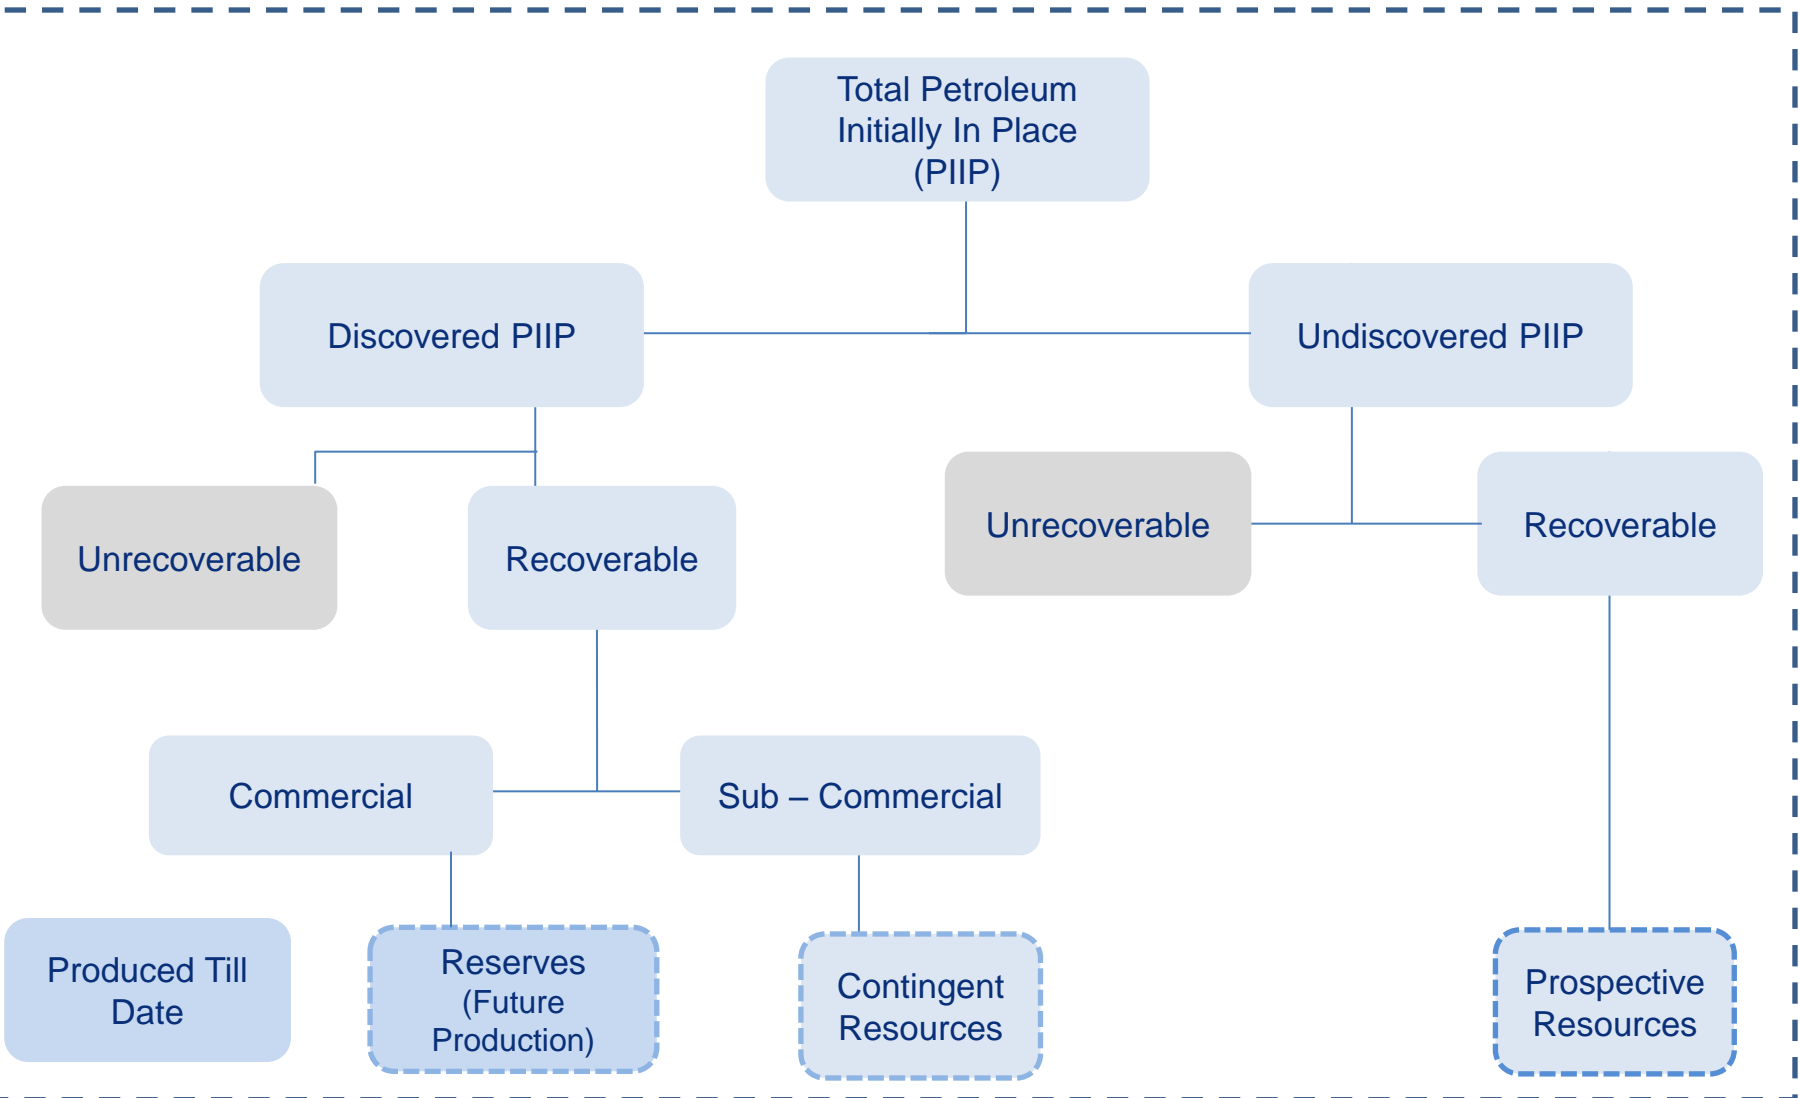 Total Petroleum
Initially In Place
(PIIP)
Discovered PIIP
Undiscovered PIIP
Unrecoverable
Recoverable
Unrecoverable
Recoverable
Commercial
Sub – Commercial
Produced Till
Date
Reserves
(Future
Production)
Contingent
Resources
Prospective
Resources